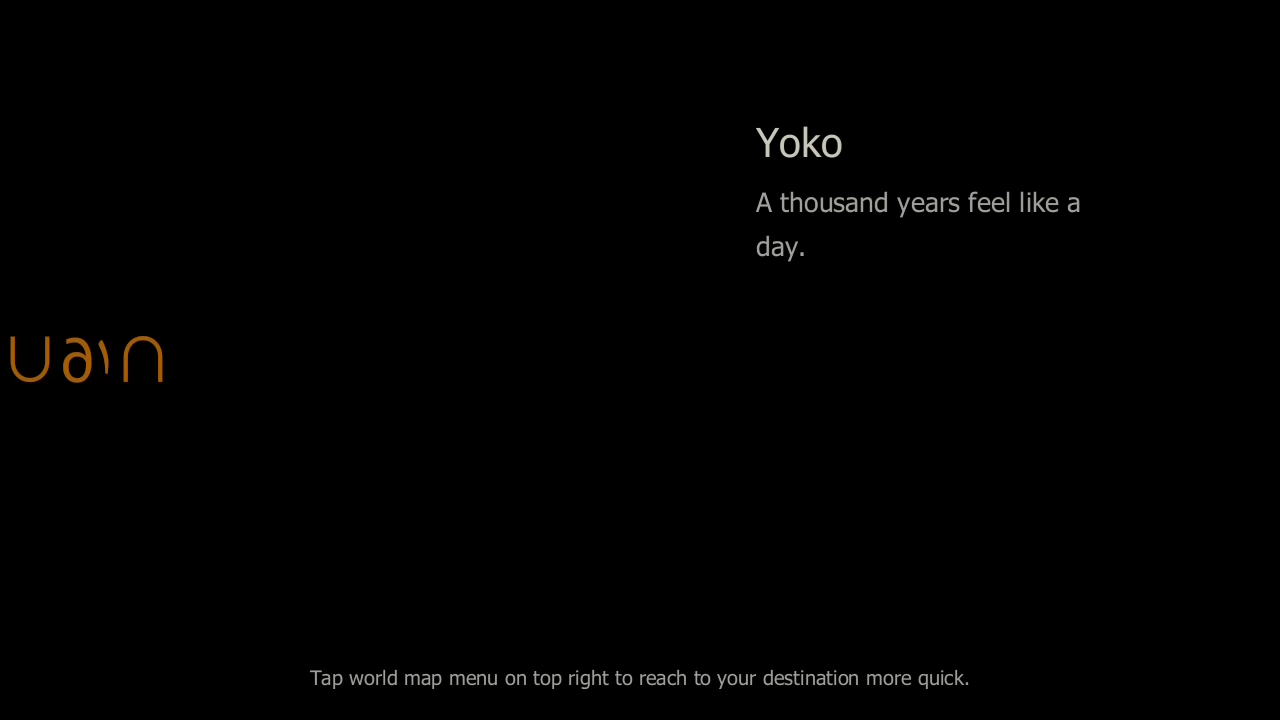 Yoko
A thousand years feel like a
day.
Tap world map menu on top right to reach to your destination more quick.